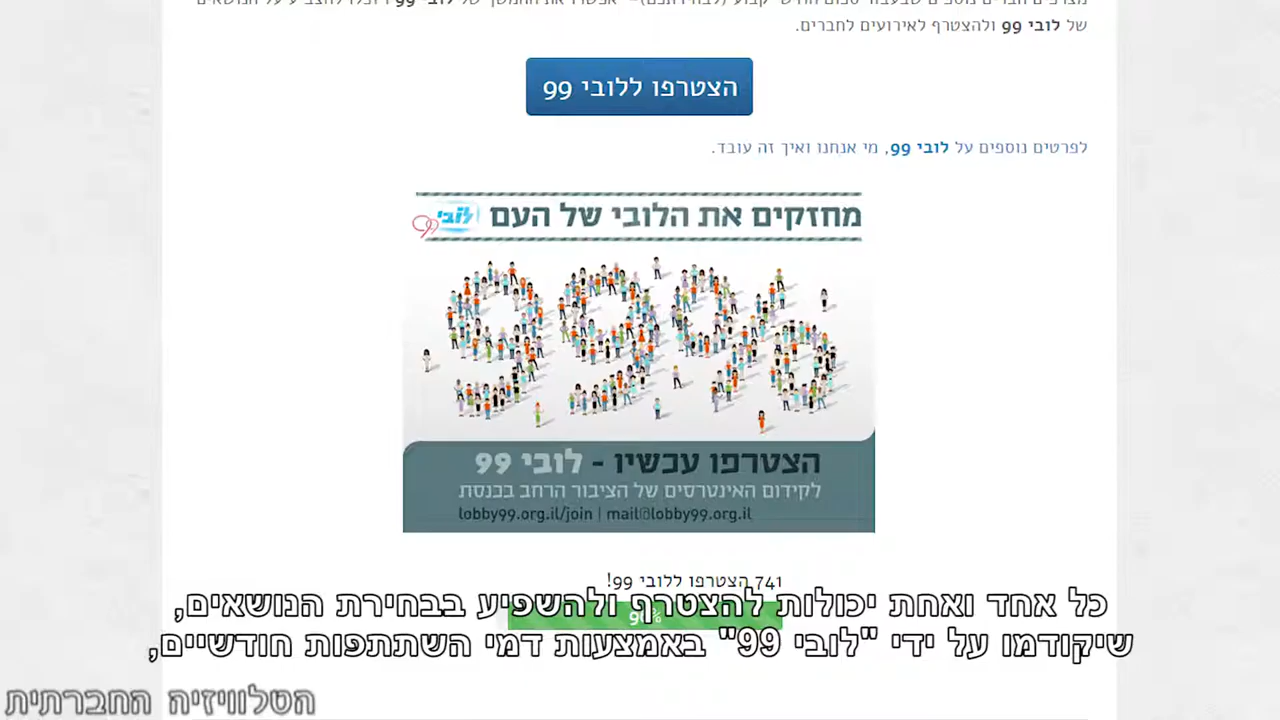 של לובי 99 ולהצטרף לאירועים לחברים.
הצטרפו ללובי 99
לפרטים נוספים על לובי 99, מי אנחנו ואיך זה עובד.
מחזקים את הלובי של העם
לובי 99
99%
הצטרפו עכשיו - לובי 99
לקידום האינטרסים של הציבור הרחב בכנסת
lobby99.org.il/join | mail@lobby99.org.il
741 הצטרפו ללובי 99!
כל אחד ואחת יכולות להצטרף ולהשפיע בבחירת הנושאים,
שיקודמו על ידי "לובי 99" באמצעות דמי השתתפות חודשיים,
הטלוויזיה החברתית